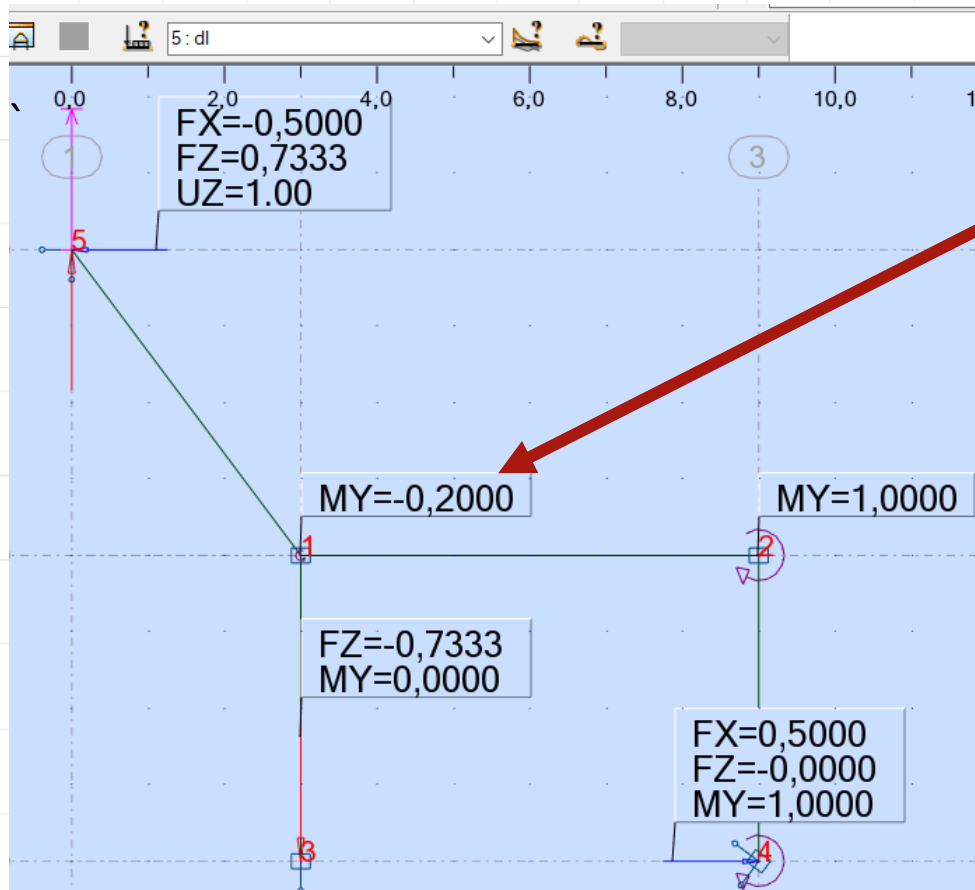 5 : dl
0,0 2,0 4,0 6,0 8,0 10,0
FX=-0,5000
FZ=0,7333
UZ=1.00
1
3
5
MY=-0,2000
MY=1,0000
1
2
FZ=-0,7333
MY=0,0000
FX=0,5000
FZ=-0,0000
MY=1,0000
3
4